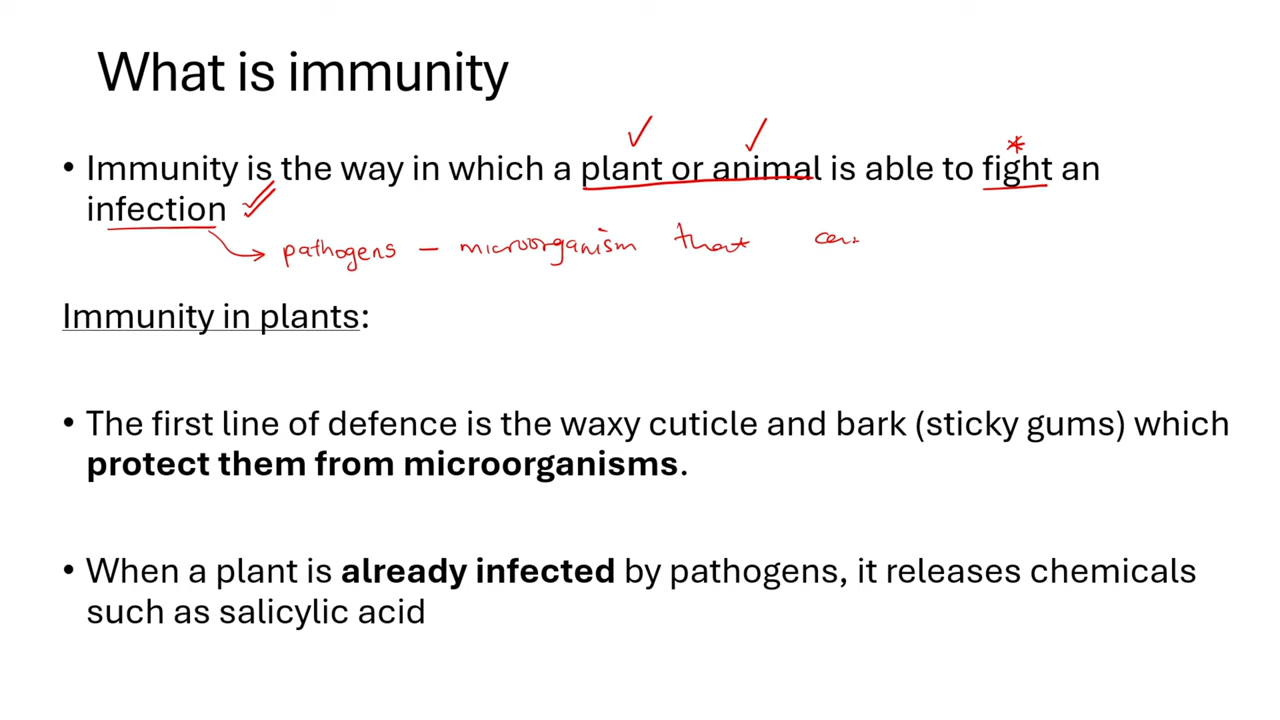 What is immunity
• Immunity is the way in which a plant or animal is able to fight an
infection
pathogens – microorganism that
Immunity in plants:
• The first line of defence is the waxy cuticle and bark (sticky gums) which
protect them from microorganisms.
• When a plant is already infected by pathogens, it releases chemicals
such as salicylic acid